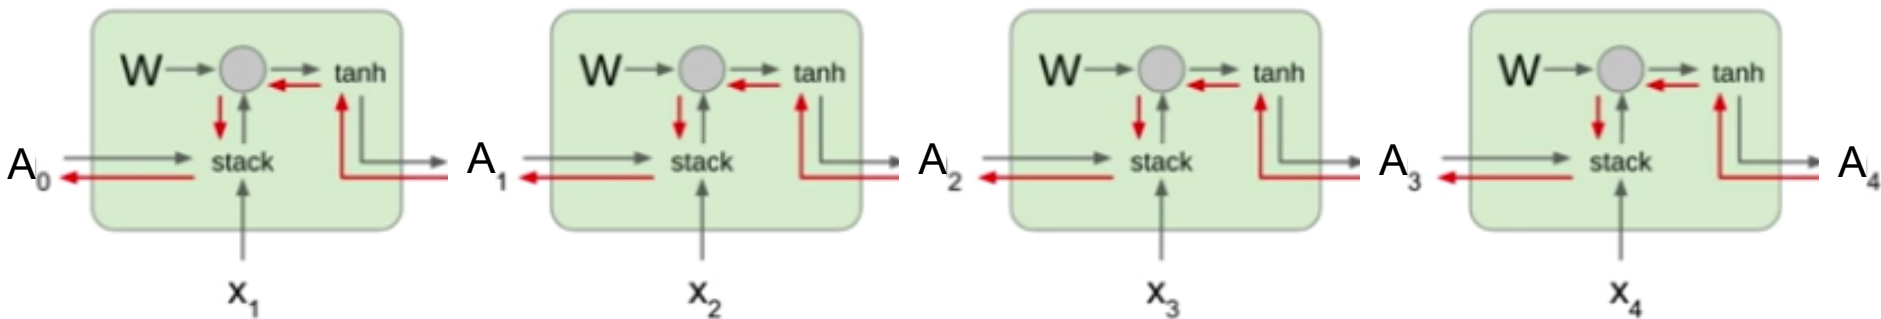 W tanh W tanh W tanh W tanh
A0 stack A1 stack A2 stack A3 stack A4
x1 x2 x3 x4